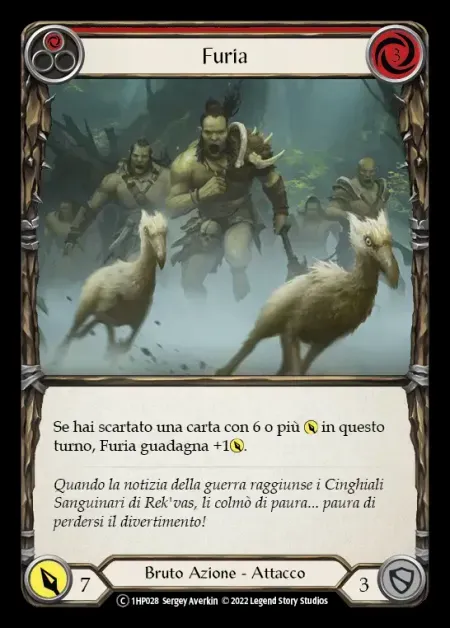 Furia
3
Se hai scartato una carta con 6 o più in questo
turno, Furia guadagna +1.
Quando la notizia della guerra raggiunse i Cinghiali
Sanguinari di Rek'vas, li colmò di paura... paura di
perdersi il divertimento!
7
Bruto Azione - Attacco
3
C 1HP028 Sergey Averkin © 2022 Legend Story Studios